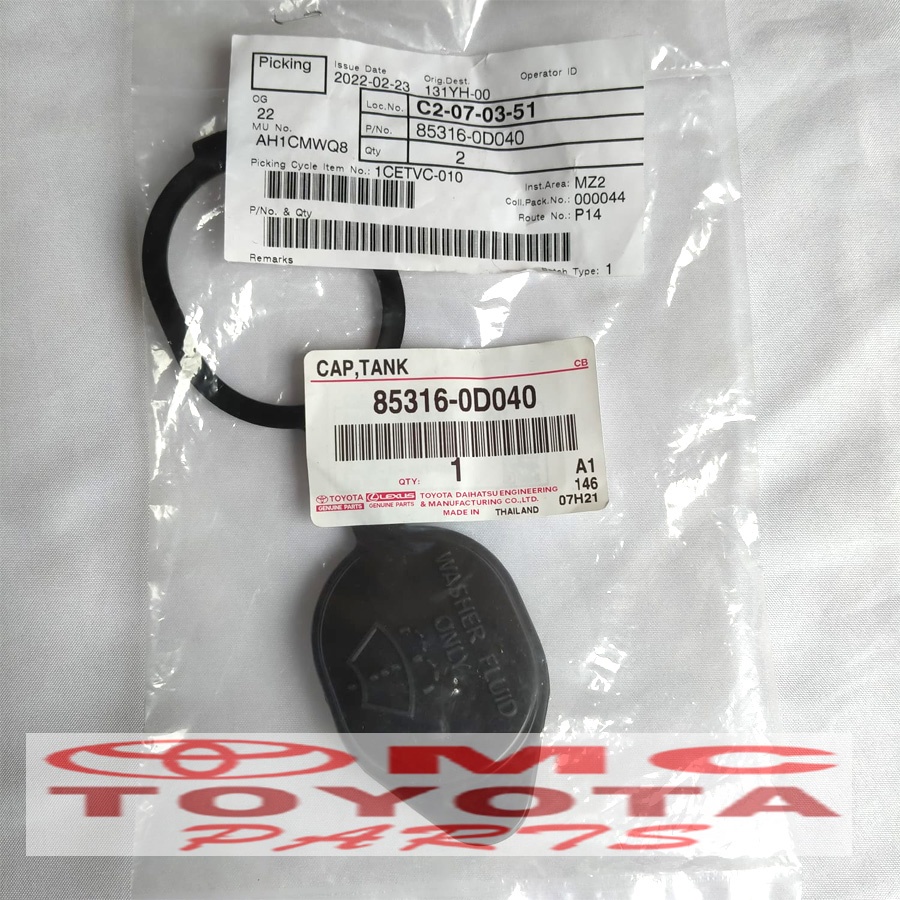 Picking
Issue Date
2022-02-23
Orig.Dest.
131YH-00
Operator ID
OG
22
Loc.No. C2-07-03-51
MU No.
AH1CMWQ8
P/No. 85316-0D040
Qty 2
Picking Cycle Item No.: 1CETVC-010
Inst.Area: MZ2
Coll.Pack.No.: 000044
Route No.: P14
P/No. & Qty
Remarks
Type: 1
CAP,TANK CB
85316-0D040
QTY: 1
A1
146
07H21
TOYOTA GENUINE PARTS
LEXUS GENUINE PARTS
TOYOTA DAIHATSU ENGINEERING
& MANUFACTURING CO.,LTD.
MADE IN THAILAND
WASHER FLUID
ONLY
OMC
TOYOTA
PARTS